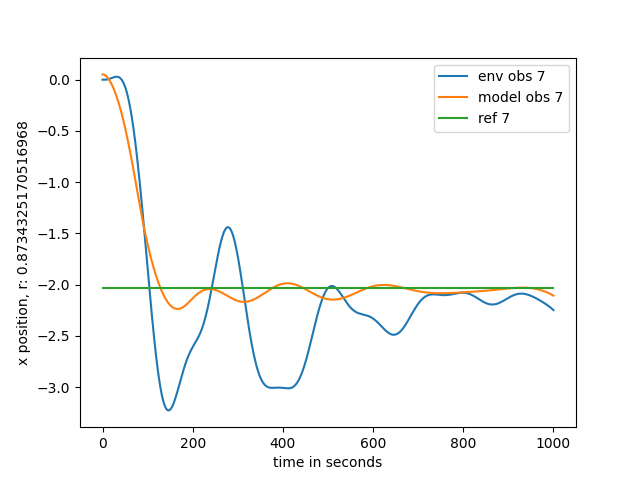 env obs 7
model obs 7
ref 7
0.0
−0.5
−1.0
−1.5
−2.0
−2.5
−3.0
x position, r: 0.8734325170516968
0 200 400 600 800 1000
time in seconds